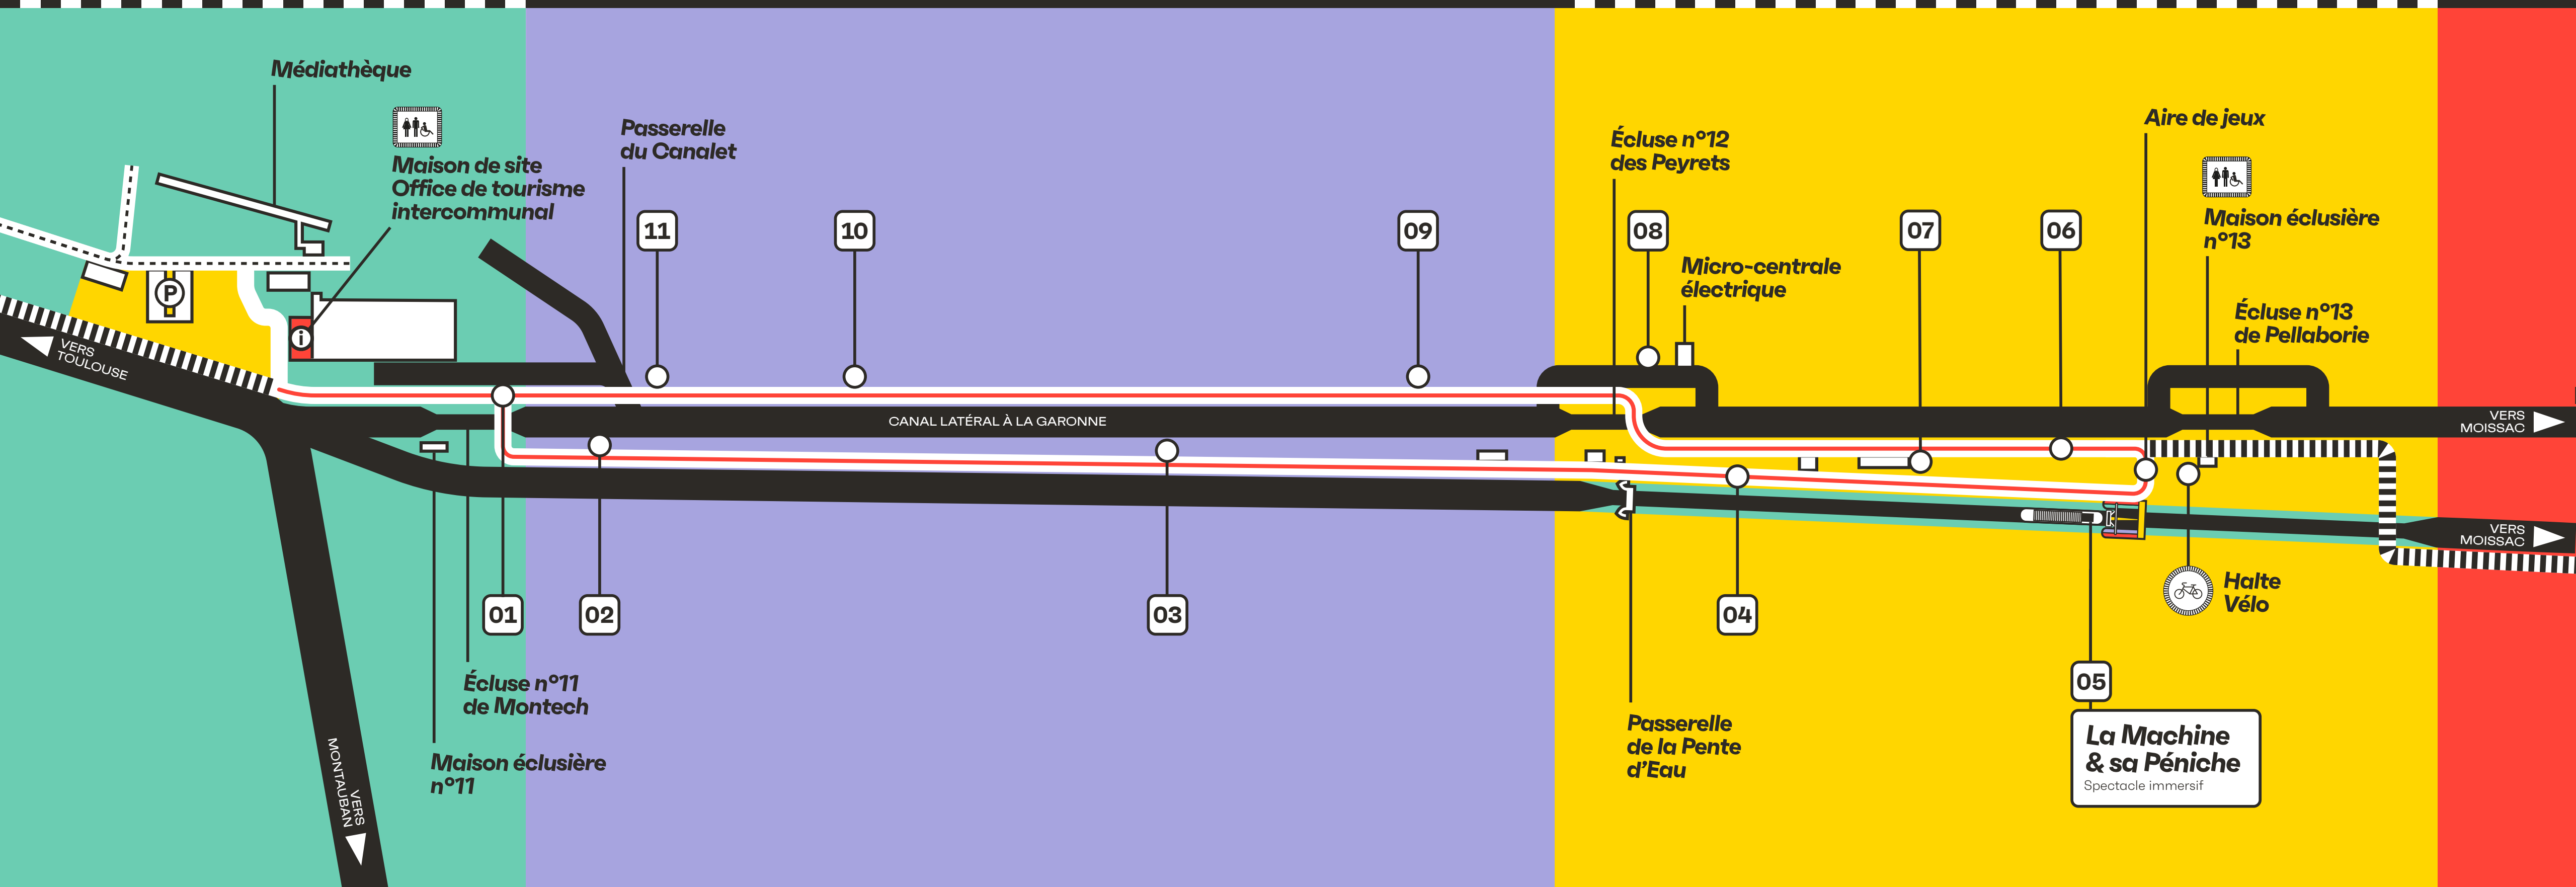 Médiathèque
Maison de site
Office de tourisme
intercommunal
P
i
VERS
TOULOUSE
VERS
MONTAUBAN
Passerelle
du Canalet
11
10
09
CANAL LATÉRAL À LA GARONNE
01
02
03
Écluse n°11
de Montech
Maison éclusière
n°11
Écluse n°12
des Peyrets
08
Micro-centrale
électrique
07
06
Aire de jeux
Maison éclusière
n°13
Écluse n°13
de Pellaborie
VERS
MOISSAC
VERS
MOISSAC
04
Passerelle
de la Pente
d'Eau
Halte
Vélo
05
La Machine
& sa Péniche
Spectacle immersif